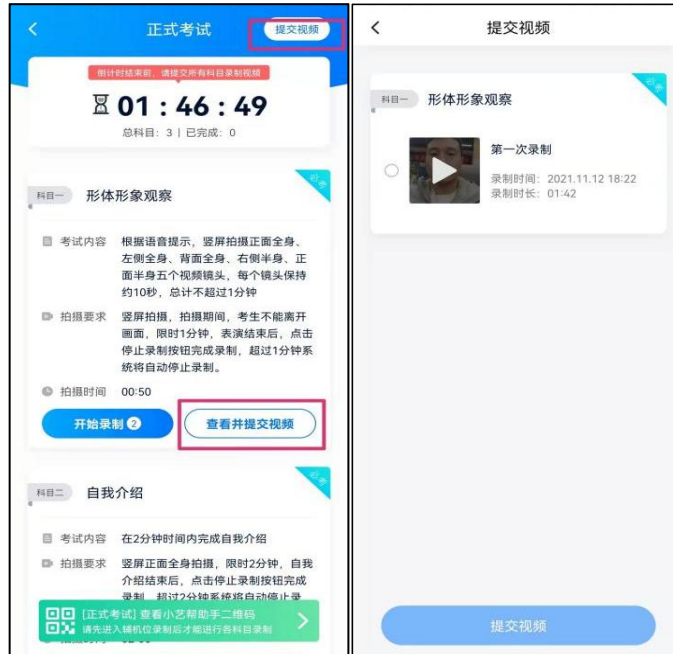 正式考试
提交视频
倒计时结束前，请提交所有科目录制视频
01：46：49
总科目：3 | 已完成：0
必考
科目一 形体形象观察
考试内容 根据语音提示，竖屏拍摄正面全身、
左侧全身、背面全身、右侧半身、正
面半身五个视频镜头，每个镜头保持
约10秒，总计不超过1分钟
拍摄要求 竖屏拍摄，拍摄期间，考生不能离开
画面，限时1分钟，表演结束后，点击
停止录制按钮完成录制，超过1分钟系
统将自动停止录制。
拍摄时间 00:50
开始录制 2
查看并提交视频
必考
科目二 自我介绍
考试内容 在2分钟时间内完成自我介绍
拍摄要求 竖屏正面全身拍摄，限时2分钟，自我
介绍结束后，点击停止录制按钮完成
录制，超过2分钟系统将自动停止录
[正式考试] 查看小艺帮助手二维码
请先进入辅机位录制后才能进行各科目录制
提交视频
必考
科目一 形体形象观察
第一次录制
录制时间：2021.11.12 18:22
录制时长：01:42
提交视频